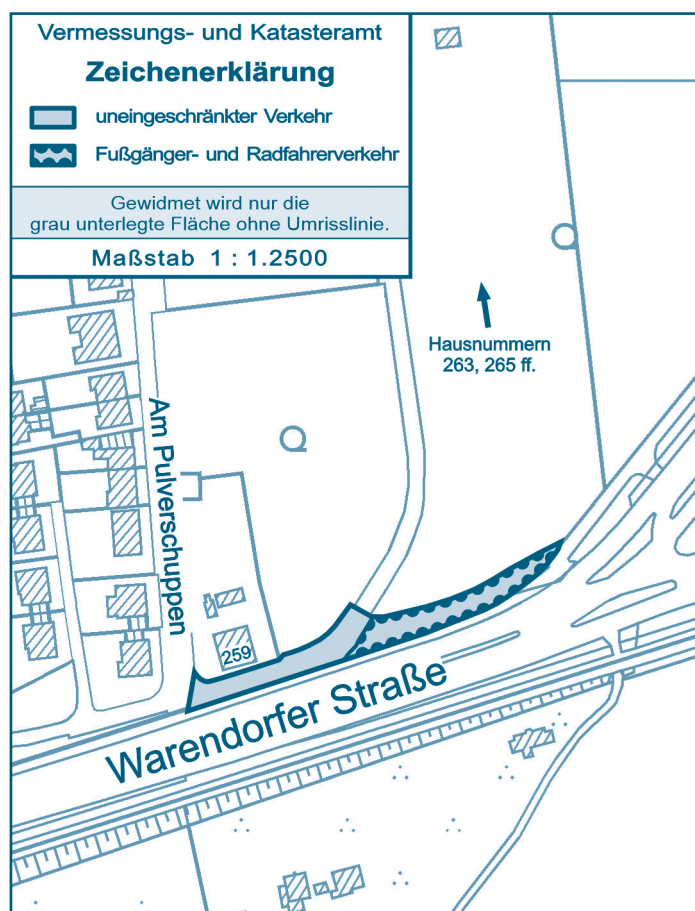 Vermessungs- und Katasteramt
Zeichenerklärung
uneingeschränkter Verkehr
Fußgänger- und Radfahrerverkehr
Gewidmet wird nur die
grau unterlegte Fläche ohne Umrisslinie.
Maßstab 1 : 1.2500
Hausnummern
263, 265 ff.
Am Pulverschuppen
259
Warendorfer Straße